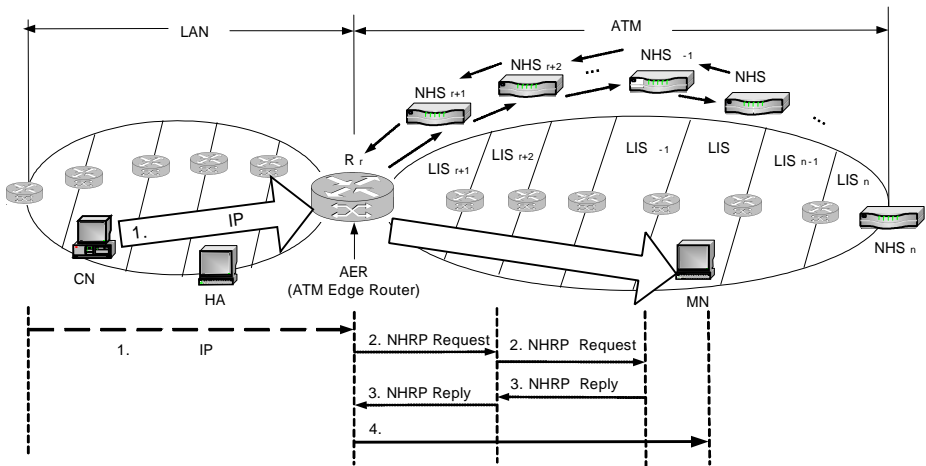 LAN
ATM
NHS r+1
NHS r+2
...
NHS -1
NHS
...
R r
LIS r+1
LIS r+2
LIS -1
LIS
LIS n-1
LIS n
1. IP
CN
HA
AER
(ATM Edge Router)
MN
NHS n
1. IP
2. NHRP Request
2. NHRP Request
3. NHRP Reply
3. NHRP Reply
4.